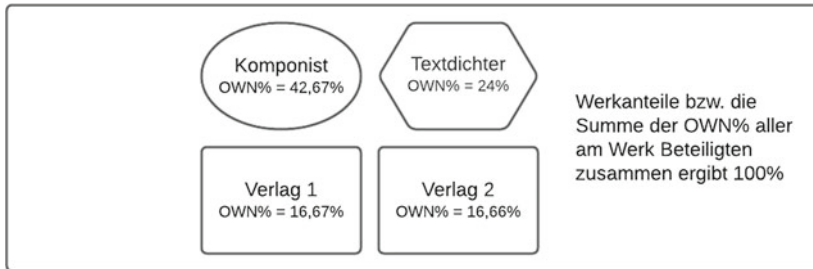 Komponist
OWN% = 42,67%
Textdichter
OWN% = 24%
Verlag 1
OWN% = 16,67%
Verlag 2
OWN% = 16,66%
Werkanteile bzw. die
Summe der OWN% aller
am Werk Beteiligten
zusammen ergibt 100%